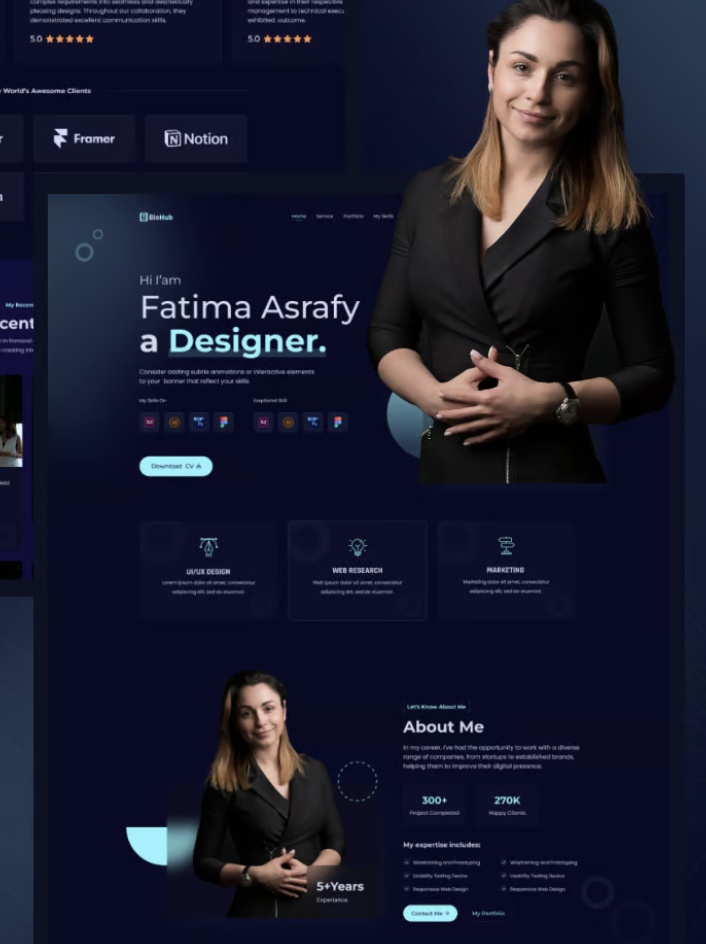 complex requirements into seamless and aesthetically
pleasing designs. Throughout our collaboration, they
demonstrated excellent communication skills.
5.0
and expertise in their respective
management to technical execu
exhibited. outcome.
5.0
World's Awesome Clients
Framer
Notion
BioHub
Home Service Portfolio My Skills
Hi I'am
Fatima Asrafy
a Designer.
Consider adding subtle animations or interactive elements
to your banner that reflect your skills.
My Skills On
Exceptional Skill
Download CV
My Recen
cent
in frontend
creating
UI/UX DESIGN
Lorem ipsum dolor sit amet, consectetur
adipiscing elit, sed do eiusmod.
WEB RESEARCH
Web ipsum dolor sit amet, consectetur
adipiscing elit, sed do eiusmod.
MARKETING
Marketing dolor sit amet, consectetur
adipiscing elit, sed do eiusmod.
5+Years
Experiance
Let's Know About Me
About Me
In my career, I've had the opportunity to work with a diverse
range of companies, from startups to established brands,
helping them to improve their digital presence.
300+
Project Completed
270K
Happy Clients
My expertise includes:
Wireframing and Prototyping
Wireframing and Prototyping
Usability Testing Device
Usability Testing Device
Responsive Web Design
Responsive Web Design
Contact Me
My Portfolio